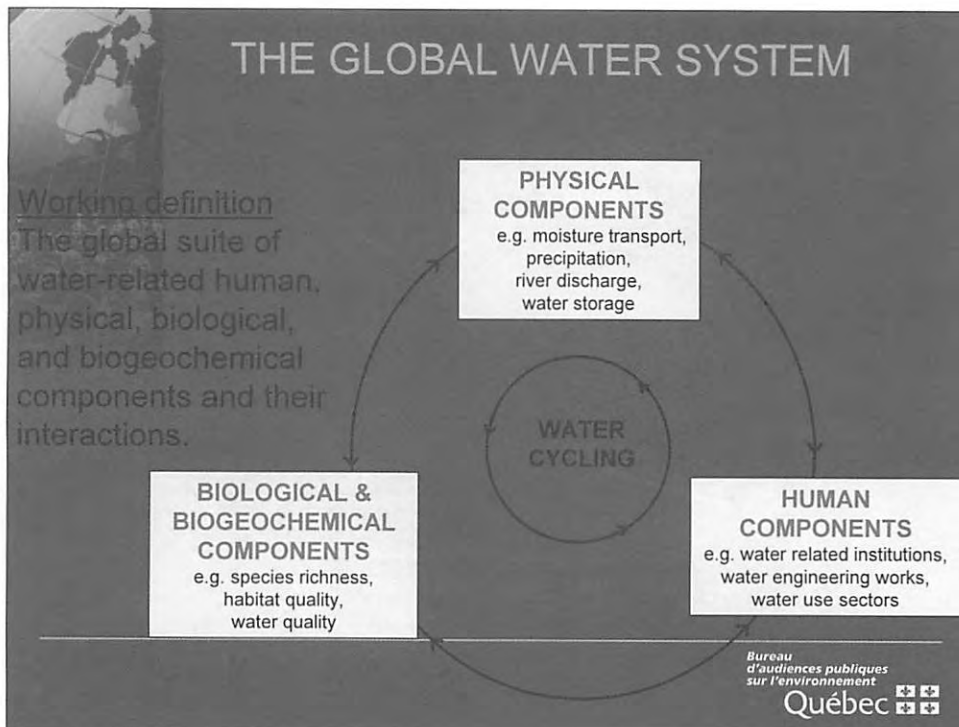 THE GLOBAL WATER SYSTEM
Working definition
The global suite of
water-related human,
physical, biological,
and biogeochemical
components and their
interactions.
PHYSICAL
COMPONENTS
e.g. moisture transport,
precipitation,
river discharge,
water storage
WATER
CYCLING
BIOLOGICAL &
BIOGEOCHEMICAL
COMPONENTS
e.g. species richness,
habitat quality,
water quality
HUMAN
COMPONENTS
e.g. water related institutions,
water engineering works,
water use sectors
Bureau
d'audiences publiques
sur l'environnement
Québec